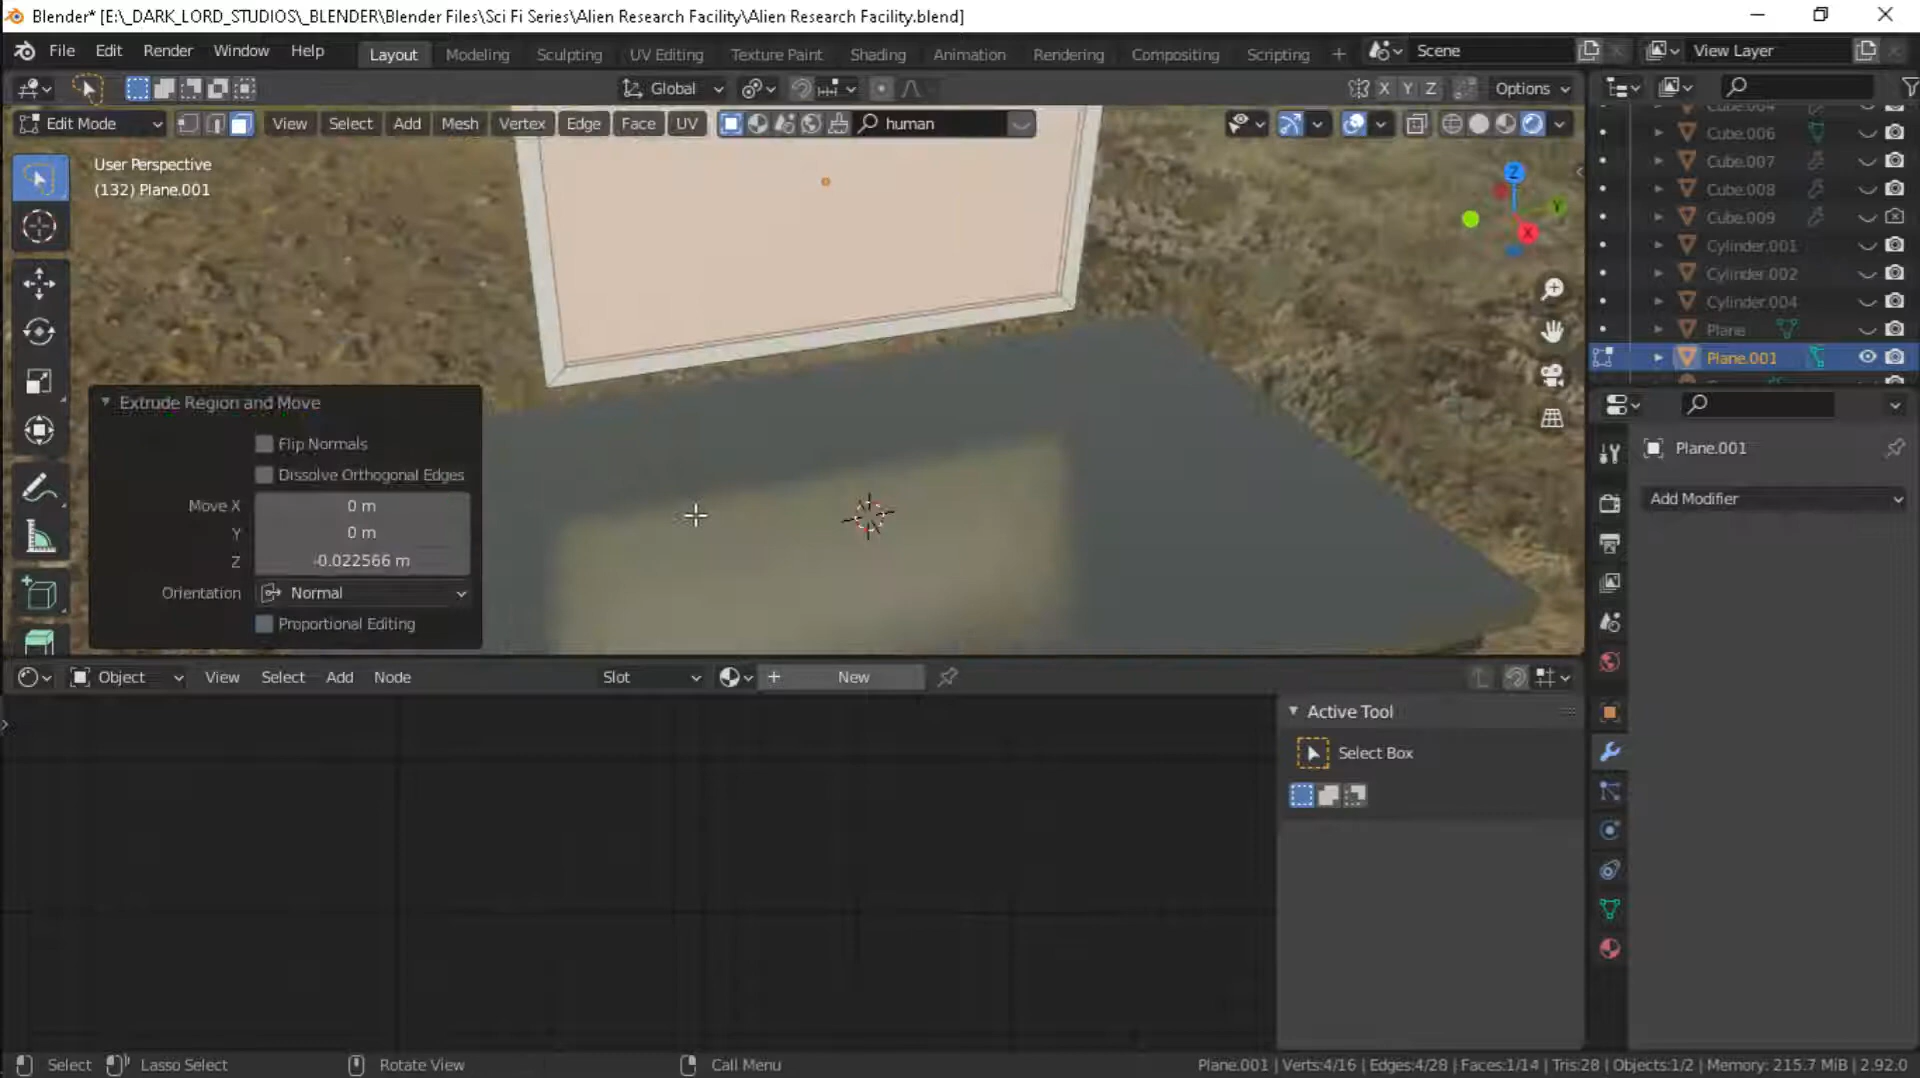 Blender* [E:\_DARK_LORD_STUDIOS\_BLENDER\Blender Files\Sci Fi Series\Alien Research Facility\Alien Research Facility.blend]
File Edit Render Window Help Layout Modeling Sculpting UV Editing Texture Paint Shading Animation Rendering Compositing Scripting + Scene View Layer
Global X Y Z Options
Edit Mode View Select Add Mesh Vertex Edge Face UV human
User Perspective
(132) Plane.001
Z
Y
X
Cube.004
Cube.006
Cube.007
Cube.008
Cube.009
Cylinder.001
Cylinder.002
Cylinder.004
Plane
Plane.001
Extrude Region and Move
Flip Normals
Dissolve Orthogonal Edges
Move X 0 m
Y 0 m
Z -0.022566 m
Orientation Normal
Proportional Editing
Plane.001
Add Modifier
Object View Select Add Node Slot + New
Active Tool
Select Box
Select Lasso Select Rotate View Call Menu Plane.001 | Verts:4/16 | Edges:4/28 | Faces:1/14 | Tris:28 | Objects:1/2 | Memory: 215.7 MiB | 2.92.0